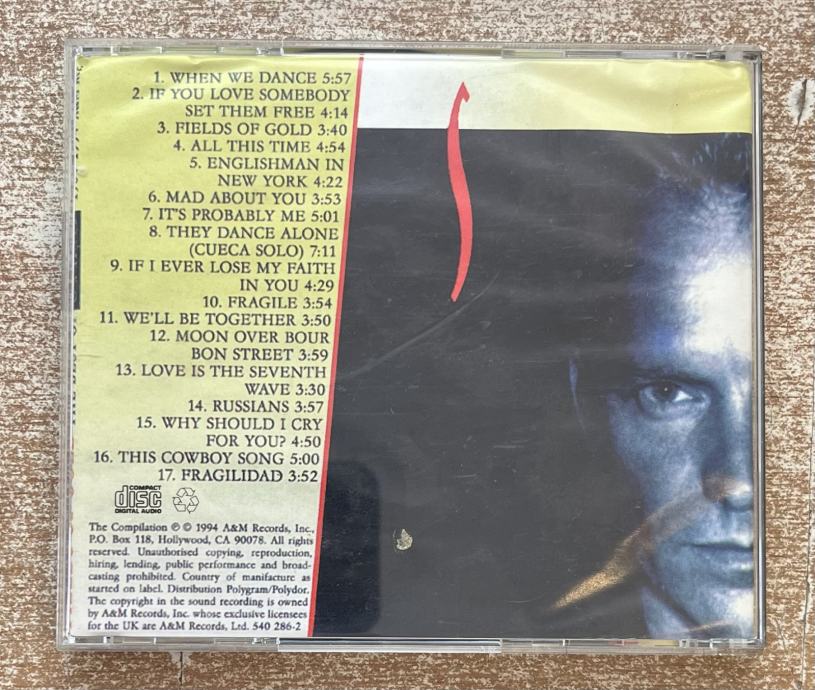 1. WHEN WE DANCE 5:57
2. IF YOU LOVE SOMEBODY
SET THEM FREE 4:14
3. FIELDS OF GOLD 3:40
4. ALL THIS TIME 4:54
5. ENGLISHMAN IN
NEW YORK 4:22
6. MAD ABOUT YOU 3:53
7. IT'S PROBABLY ME 5:01
8. THEY DANCE ALONE
(CUECA SOLO) 7:11
9. IF I EVER LOSE MY FAITH
IN YOU 4:29
10. FRAGILE 3:54
11. WE'LL BE TOGETHER 3:50
12. MOON OVER BOUR
BON STREET 3:59
13. LOVE IS THE SEVENTH
WAVE 3:30
14. RUSSIANS 3:57
15. WHY SHOULD I CRY
FOR YOU? 4:50
16. THIS COWBOY SONG 5:00
17. FRAGILIDAD 3:52
COMPACT
disc
DIGITAL AUDIO
The Compilation ℗ © 1994 A&M Records, Inc.,
P.O. Box 118, Hollywood, CA 90078. All rights
reserved. Unauthorised copying, reproduction,
hiring, lending, public performance and broad-
casting prohibited. Country of manifacture as
started on label. Distribution Polygram/Polydor.
The copyright in the sound recording is owned
by A&M Records, Inc. whose exclusive licensees
for the UK are A&M Records, Ltd. 540 286-2